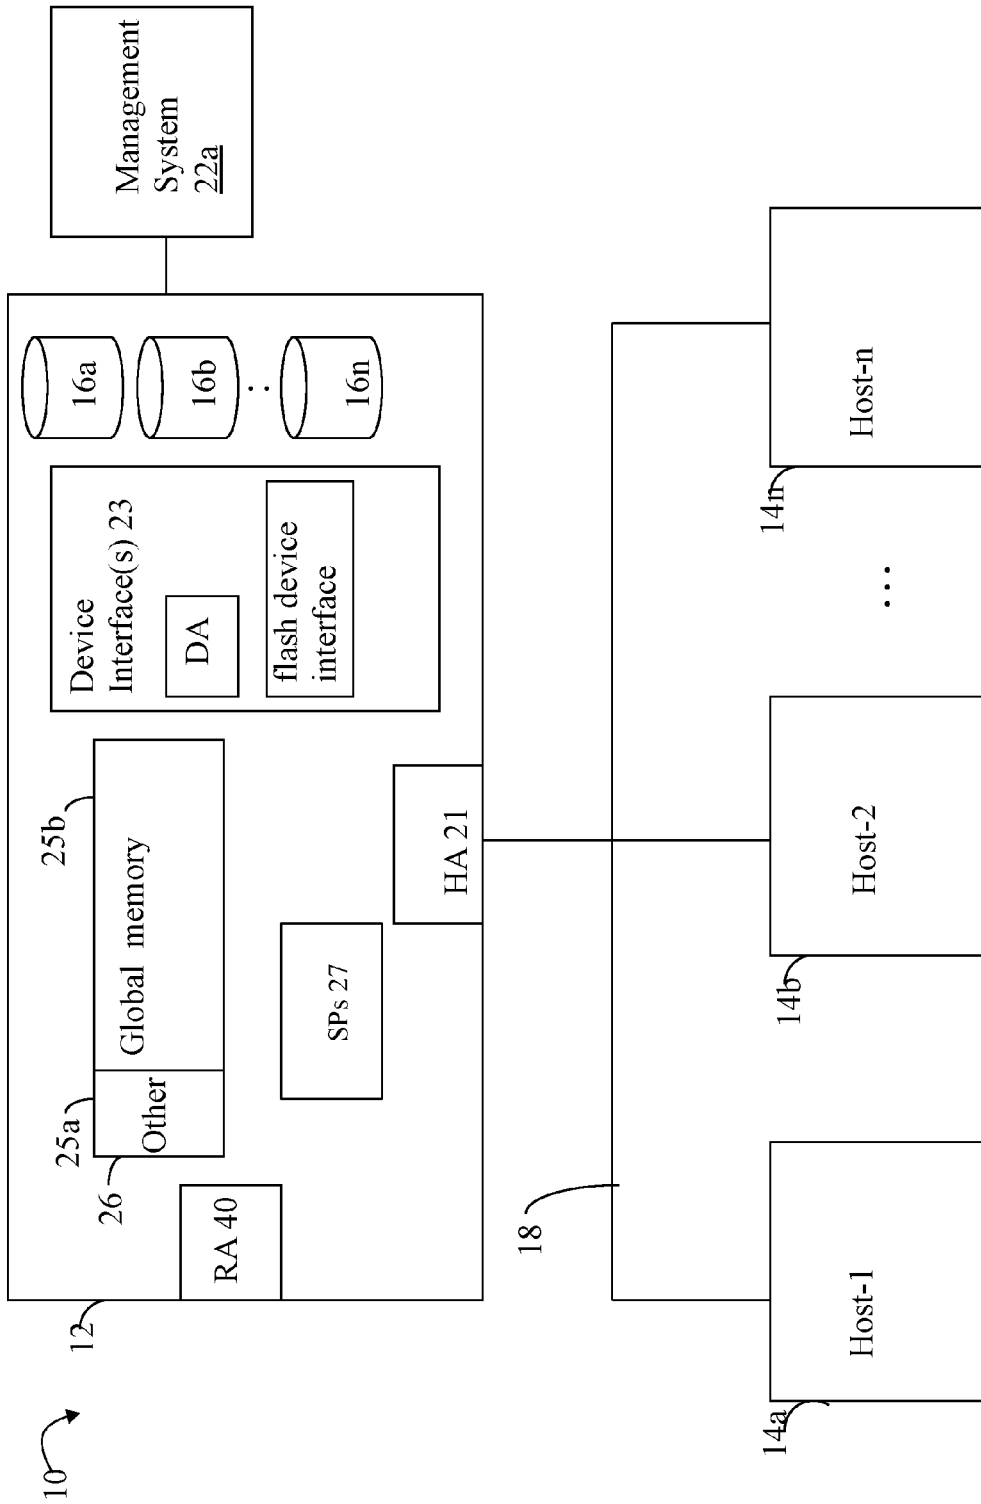 10
12
RA 40
26
25a
25b
Other
Global memory
SPs 27
HA 21
Device
Interface(s) 23
DA
flash device
interface
16a
16b
..
16n
Management
System
22a
18
14a
Host-1
14b
Host-2
...
14n
Host-n